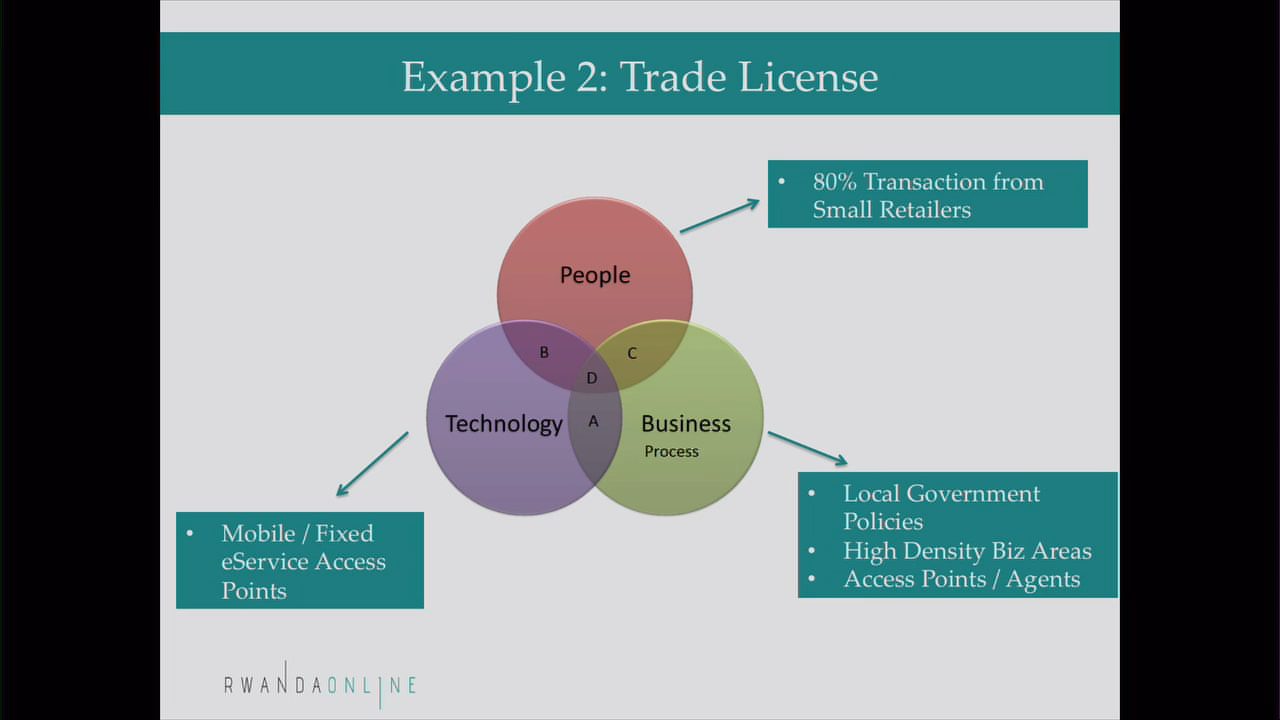 Example 2: Trade License
• 80% Transaction from
Small Retailers
People
B
C
D
Technology
A
Business
Process
• Local Government
Policies
• High Density Biz Areas
• Access Points / Agents
• Mobile / Fixed
eService Access
Points
RWANDAONLINE